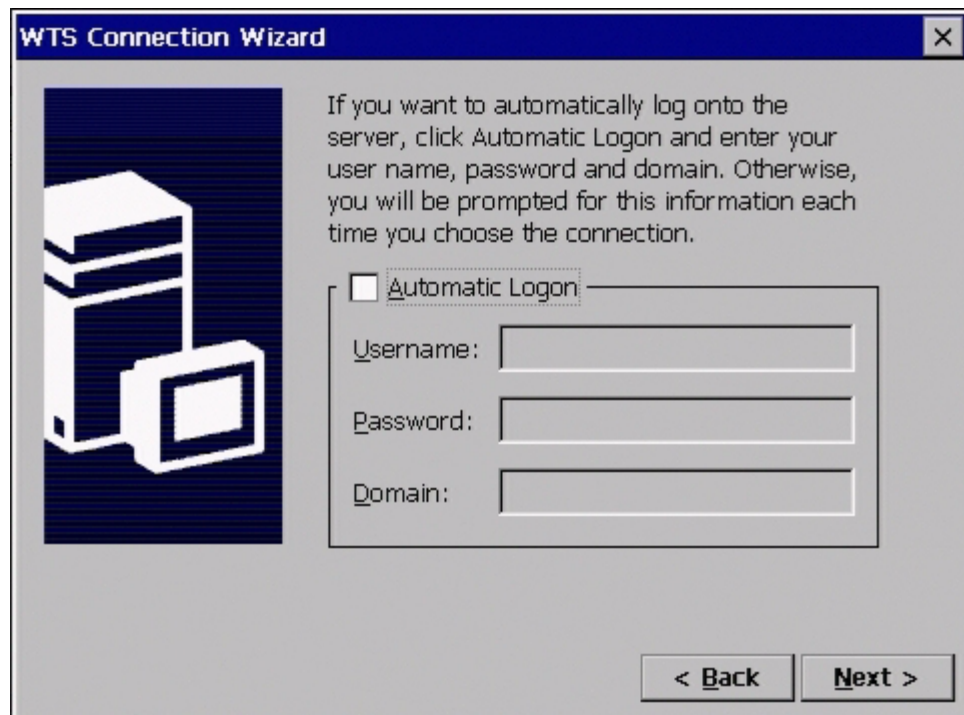 WTS Connection Wizard
If you want to automatically log onto the
server, click Automatic Logon and enter your
user name, password and domain. Otherwise,
you will be prompted for this information each
time you choose the connection.
Automatic Logon
Username:
Password:
Domain:
< Back
Next >